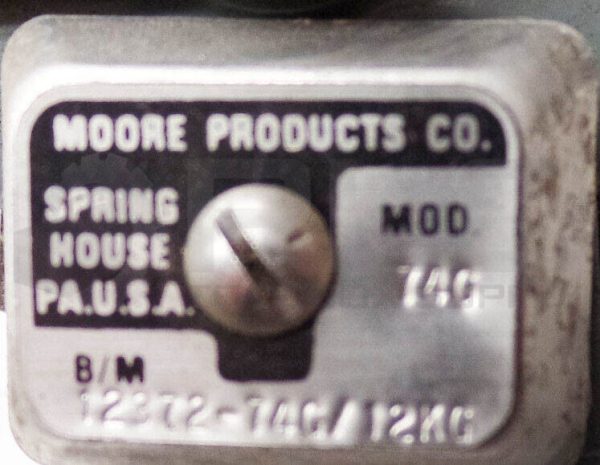 MOORE PRODUCTS CO.
SPRING
HOUSE
PA.U.S.A.
MOD
74G
B/M
12372-74G/12KG